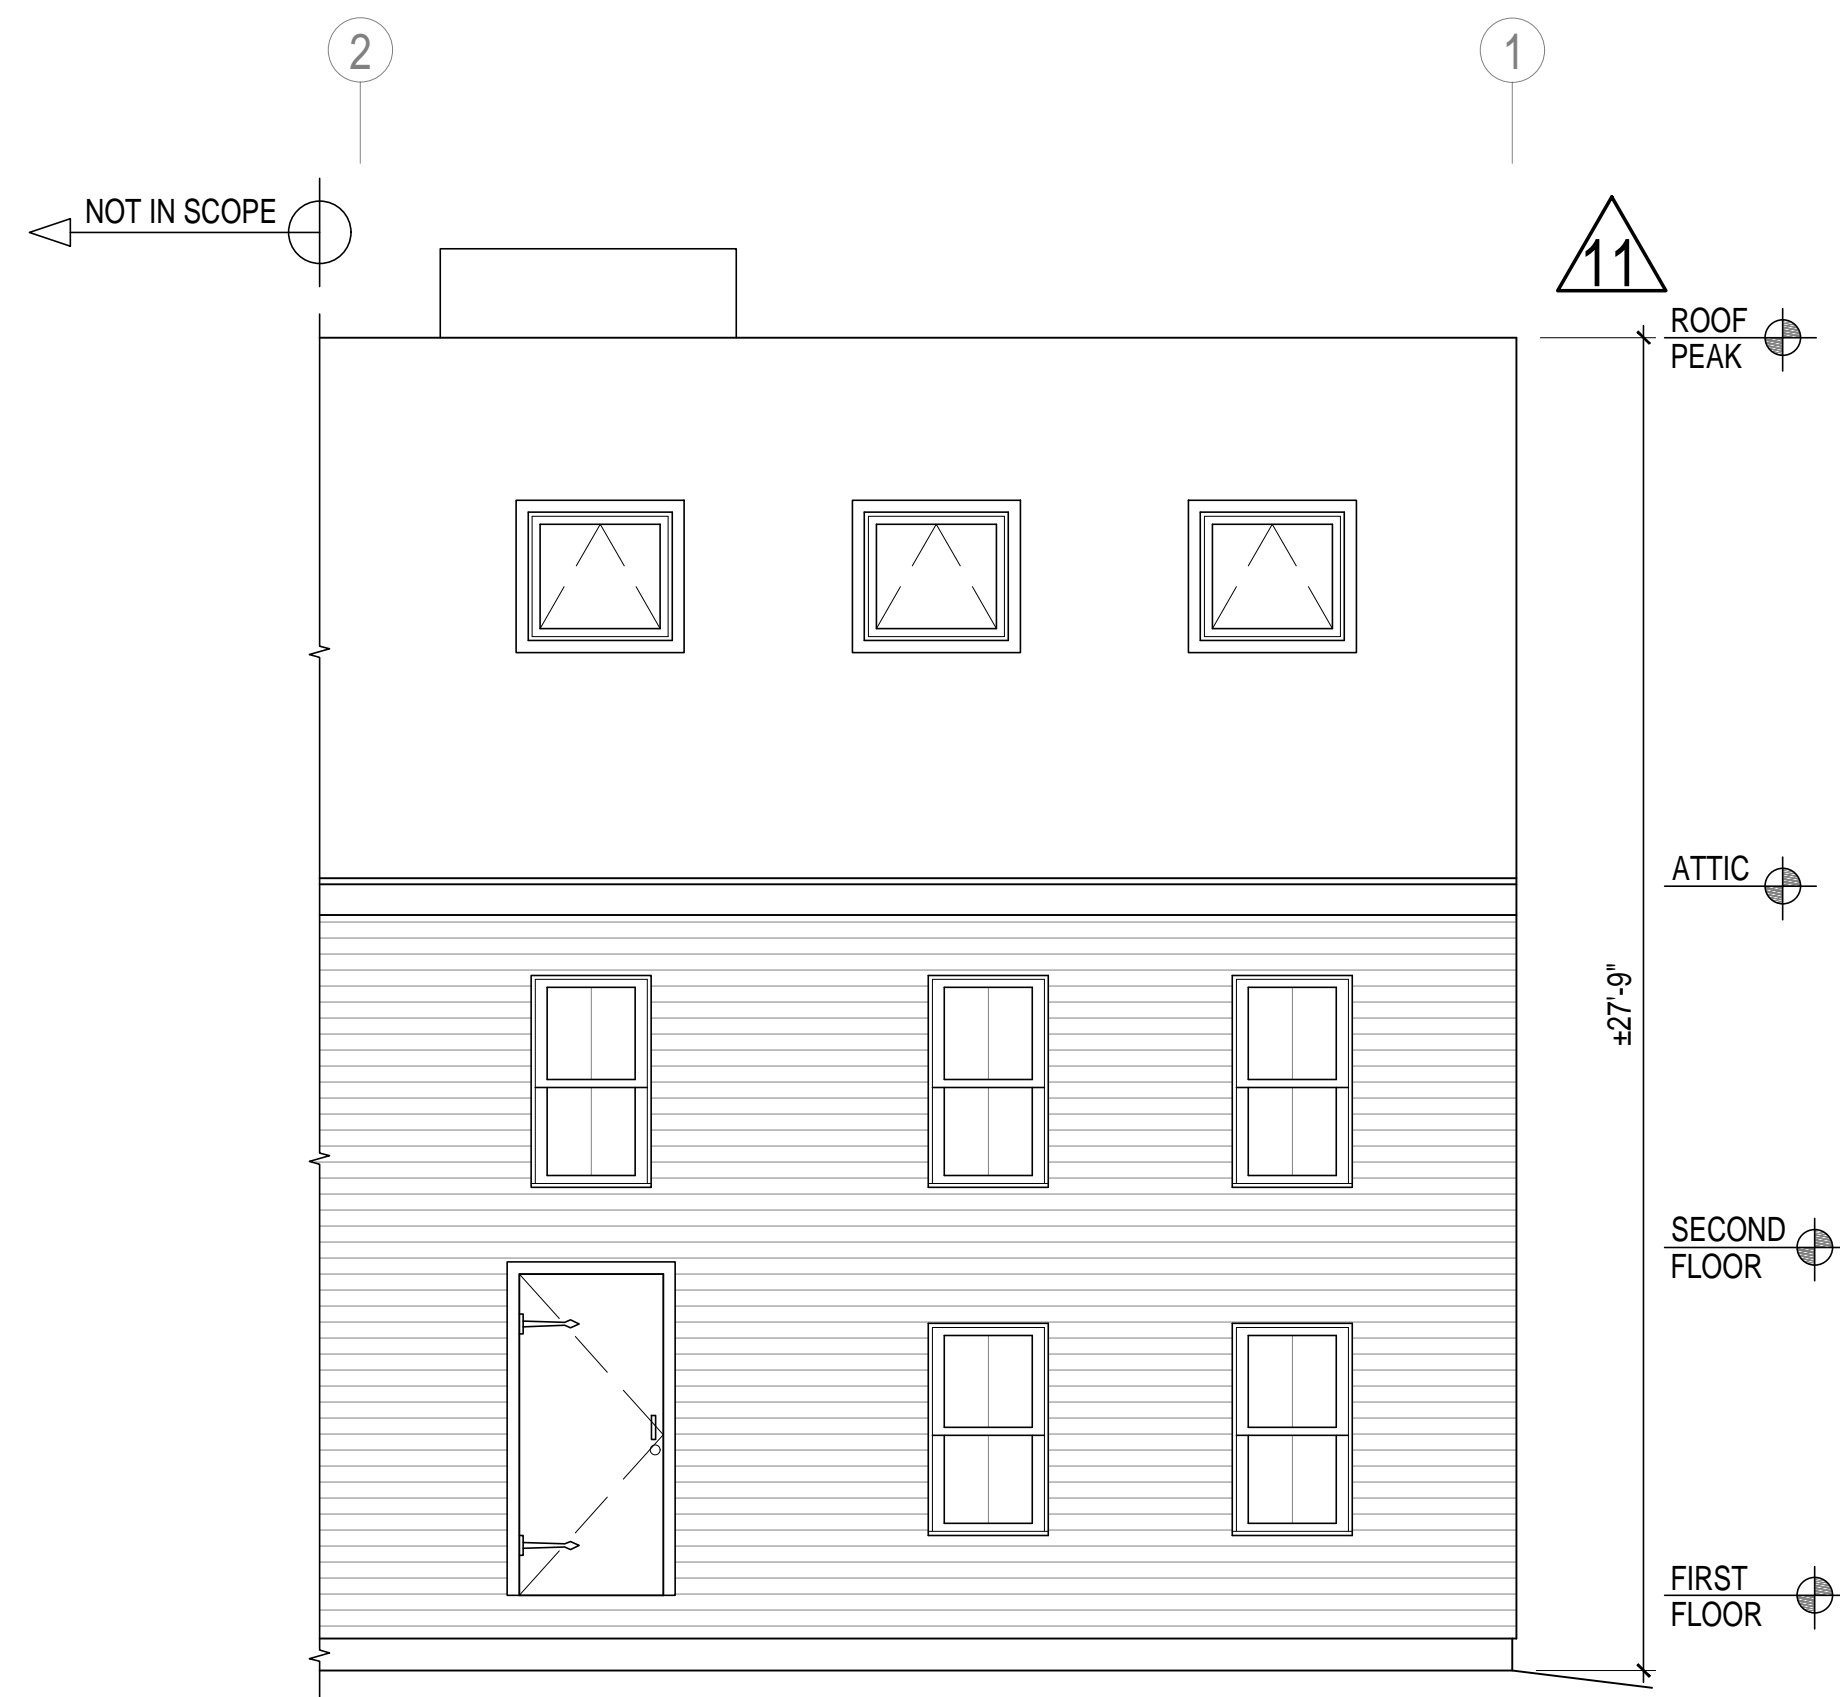 2
1
NOT IN SCOPE
11
ROOF
PEAK
ATTIC
±27'-9"
SECOND
FLOOR
FIRST
FLOOR